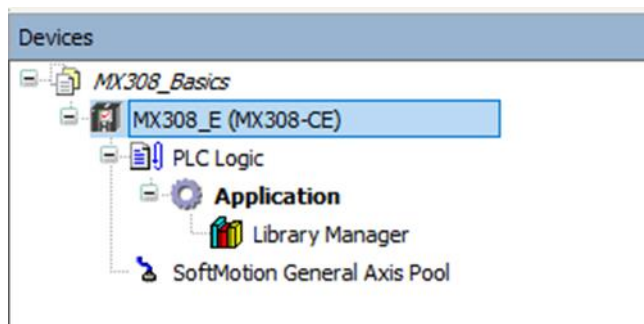 Devices
MX308_Basics
MX308_E (MX308-CE)
PLC Logic
Application
Library Manager
SoftMotion General Axis Pool